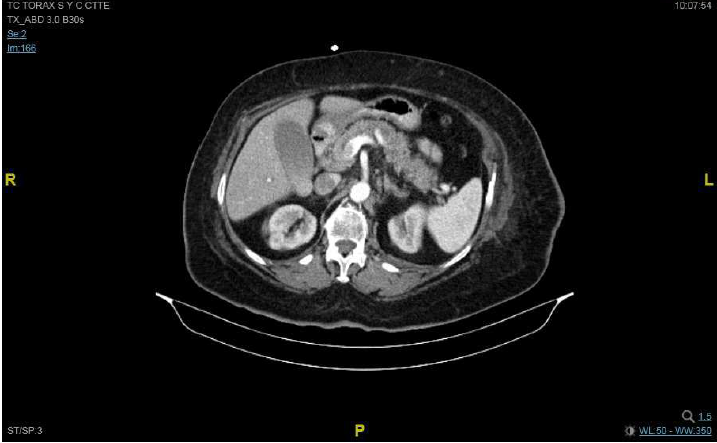 TC TORAX S Y C CTTE
10:07:54
TX_ABD 3.0 B30s
Se:2
Im:166
R
L
1.5
ST/SP:3
P
WL:50 - WW:350